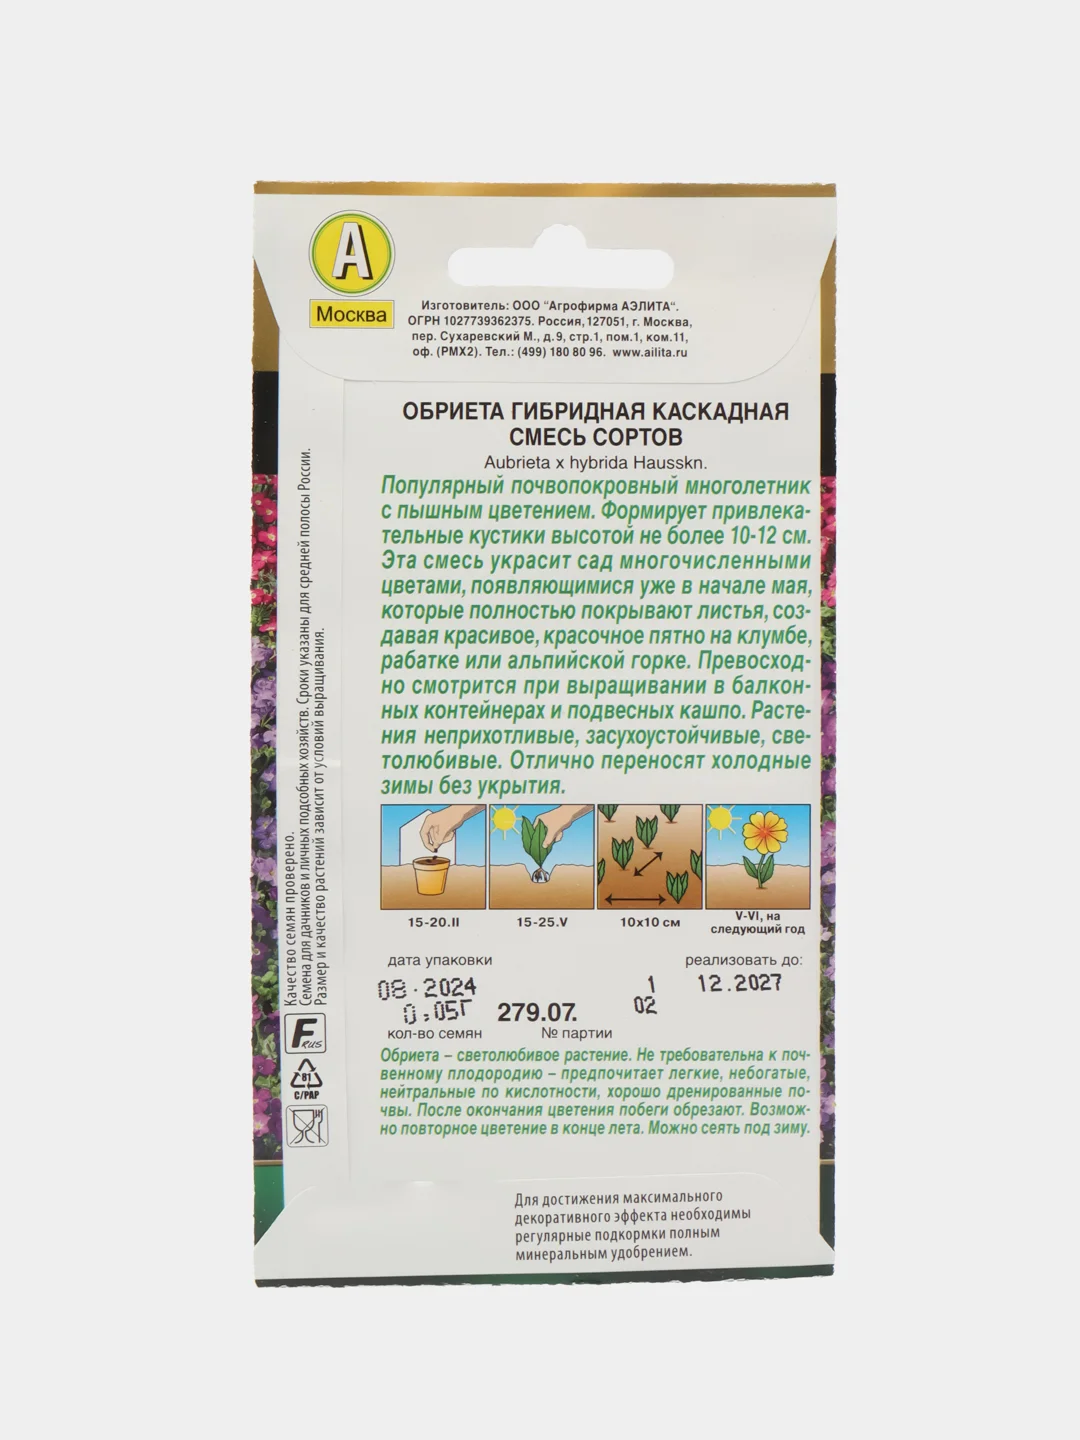 А
Москва
Изготовитель: ООО "Агрофирма АЭЛИТА".
ОГРН 1027739362375. Россия,127051, г. Москва,
пер. Сухаревский М., д.9, стр.1, пом.1, ком.11,
оф. (РМХ2). Тел.: (499) 180 80 96. www.ailita.ru
ОБРИЕТА ГИБРИДНАЯ КАСКАДНАЯ
СМЕСЬ СОРТОВ
Aubrieta x hybrida Hausskn.
Популярный почвопокровный многолетник
с пышным цветением. Формирует привлека-
тельные кустики высотой не более 10-12 см.
Эта смесь украсит сад многочисленными
цветами, появляющимися уже в начале мая,
которые полностью покрывают листья, соз-
давая красивое, красочное пятно на клумбе,
рабатке или альпийской горке. Превосход-
но смотрится при выращивании в балкон-
ных контейнерах и подвесных кашпо. Расте-
ния неприхотливые, засухоустойчивые, све-
толюбивые. Отлично переносят холодные
зимы без укрытия.
15-20.II
15-25.V
10х10 см
V-VI, на
следующий год
дата упаковки
реализовать до:
08.2024
1
12.2027
0,05Г
279.07.
02
кол-во семян
№ партии
Обриета – светолюбивое растение. Не требовательна к поч-
венному плодородию – предпочитает легкие, небогатые,
нейтральные по кислотности, хорошо дренированные по-
чвы. После окончания цветения побеги обрезают. Возмож-
но повторное цветение в конце лета. Можно сеять под зиму.
Для достижения максимального
декоративного эффекта необходимы
регулярные подкормки полным
минеральным удобрением.
Качество семян проверено.
Семена для дачников и личных подсобных хозяйств. Сроки указаны для средней полосы России.
Размер и качество растений зависит от условий выращивания.
F RUS
81
C/PAP